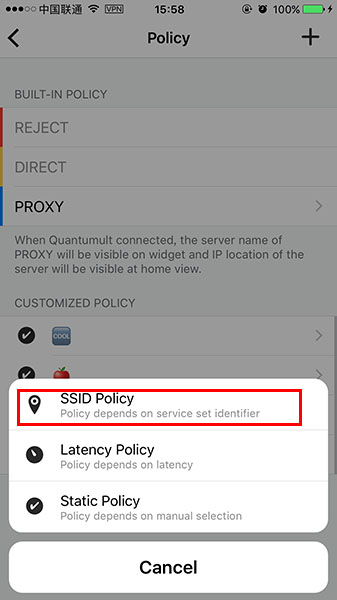 中国联通 VPN 15:58 100%
Policy
BUILT-IN POLICY
REJECT
DIRECT
PROXY
When Quantumult connected, the server name of
PROXY will be visible on widget and IP location of
the server will be visible at home view.
CUSTOMIZED POLICY
COOL
SSID Policy
Policy depends on service set identifier
Latency Policy
Policy depends on latency
Static Policy
Policy depends on manual selection
Cancel